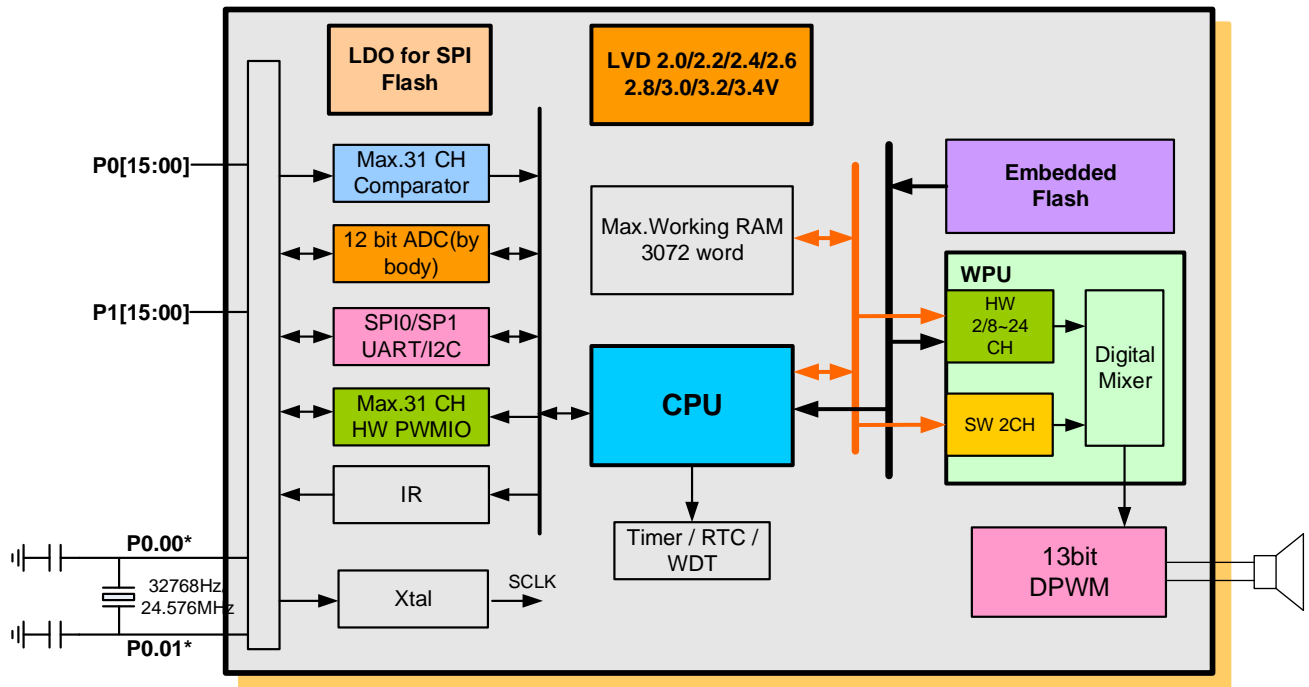 LDO for SPI
Flash
LVD 2.0/2.2/2.4/2.6
2.8/3.0/3.2/3.4V
P0[15:00]
Max.31 CH
Comparator
12 bit ADC(by
body)
P1[15:00]
SPI0/SP1
UART/I2C
Max.31 CH
HW PWMIO
IR
P0.00*
32768Hz/
24.576MHz
P0.01*
Xtal
SCLK
Max.Working RAM
3072 word
CPU
Timer / RTC /
WDT
Embedded
Flash
WPU
HW
2/8~24
CH
SW 2CH
Digital
Mixer
13bit
DPWM